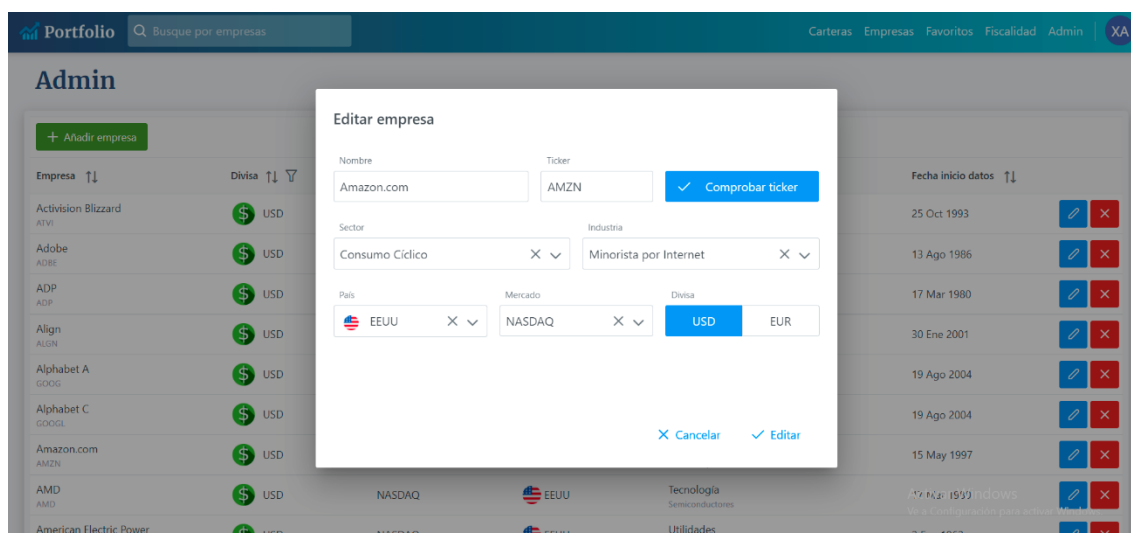 Portfolio Busque por empresas Carteras Empresas Favoritos Fiscalidad Admin XA
Admin
Editar empresa
+ Añadir empresa
Nombre Ticker
Amazon.com AMZN Comprobar ticker
Empresa Divisa Fecha inicio datos
Activision Blizzard USD 25 Oct 1993
ATVI
Sector Industria
Consumo Cíclico Minorista por Internet
Adobe USD 13 Ago 1986
ADBE
ADP USD 17 Mar 1980
ADP
País Mercado Divisa
EEUU NASDAQ USD EUR
Align USD 30 Ene 2001
ALGN
Alphabet A USD 19 Ago 2004
GOOG
Alphabet C USD 19 Ago 2004
GOOGL
Cancelar Editar
Amazon.com USD 15 May 1997
AMZN
AMD USD NASDAQ EEUU Tecnología
AMD Semiconductores
Ve a Configuración para activar Windows.
American Electric Power Utilidades